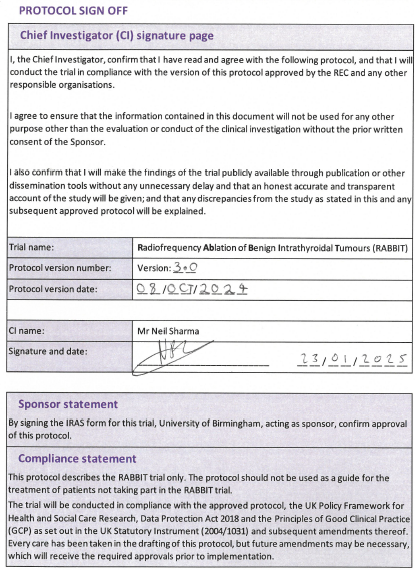 PROTOCOL SIGN OFF
Chief Investigator (CI) signature page
I, the Chief Investigator, confirm that I have read and agree with the following protocol, and that I will
conduct the trial in compliance with the version of this protocol approved by the REC and any other
responsible organisations.
I agree to ensure that the information contained in this document will not be used for any other
purpose other than the evaluation or conduct of the clinical investigation without the prior written
consent of the Sponsor.
I also confirm that I will make the findings of the trial publicly available through publication or other
dissemination tools without any unnecessary delay and that an honest accurate and transparent
account of the study will be given; and that any discrepancies from the study as stated in this and any
subsequent approved protocol will be explained.
Trial name: Radiofrequency Ablation of Benign Intrathyroidal Tumours (RABBIT)
Protocol version number: Version: 3.0
Protocol version date: 08/OCT/2024
CI name: Mr Neil Sharma
Signature and date: 23/01/2025
Sponsor statement
By signing the IRAS form for this trial, University of Birmingham, acting as sponsor, confirm approval
of this protocol.
Compliance statement
This protocol describes the RABBIT trial only. The protocol should not be used as a guide for the
treatment of patients not taking part in the RABBIT trial.
The trial will be conducted in compliance with the approved protocol, the UK Policy Framework for
Health and Social Care Research, Data Protection Act 2018 and the Principles of Good Clinical Practice
(GCP) as set out in the UK Statutory Instrument (2004/1031) and subsequent amendments thereof.
Every care has been taken in the drafting of this protocol, but future amendments may be necessary,
which will receive the required approvals prior to implementation.